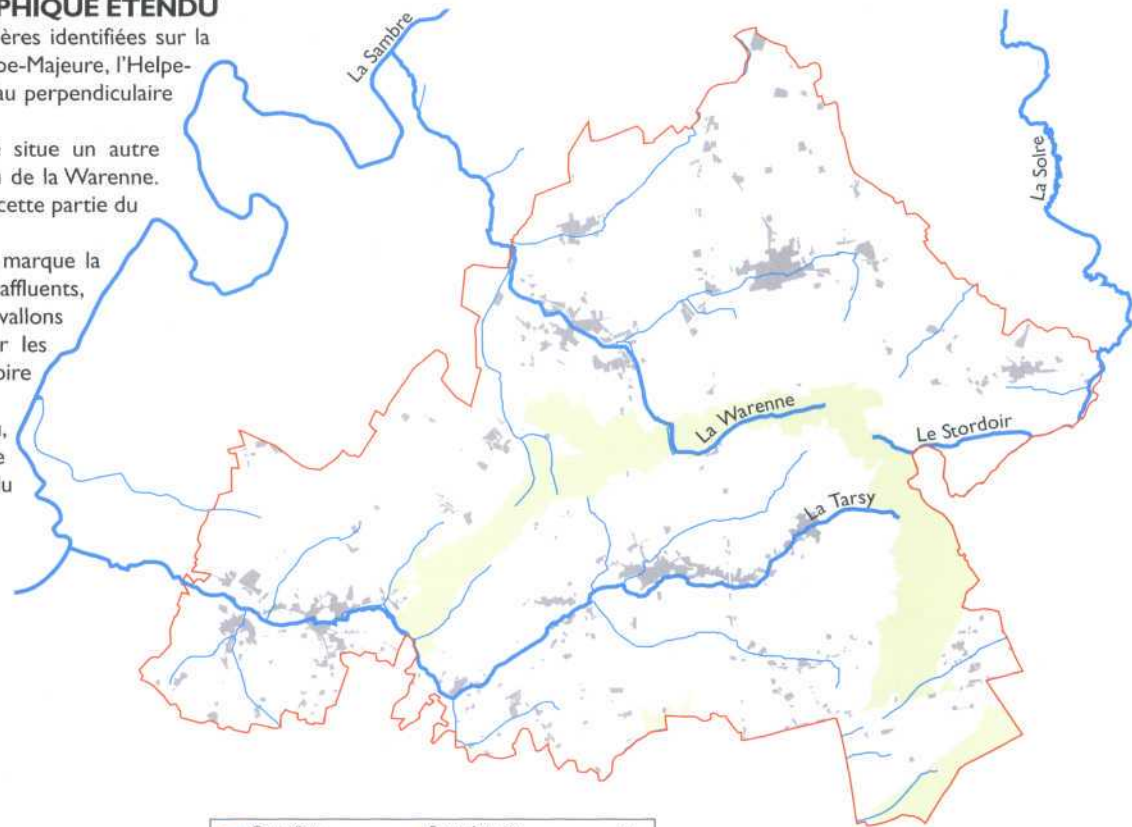 PHIQUE ÉTENDU
ères identifiées sur la
pe-Majeure, l'Helpe-
au perpendiculaire
situe un autre
de la Warenne.
cette partie du
marque la
affluents,
vallons
r les
oire
du
La Sambre
La Solre
La Warenne
Le Stordoir
La Tarsy